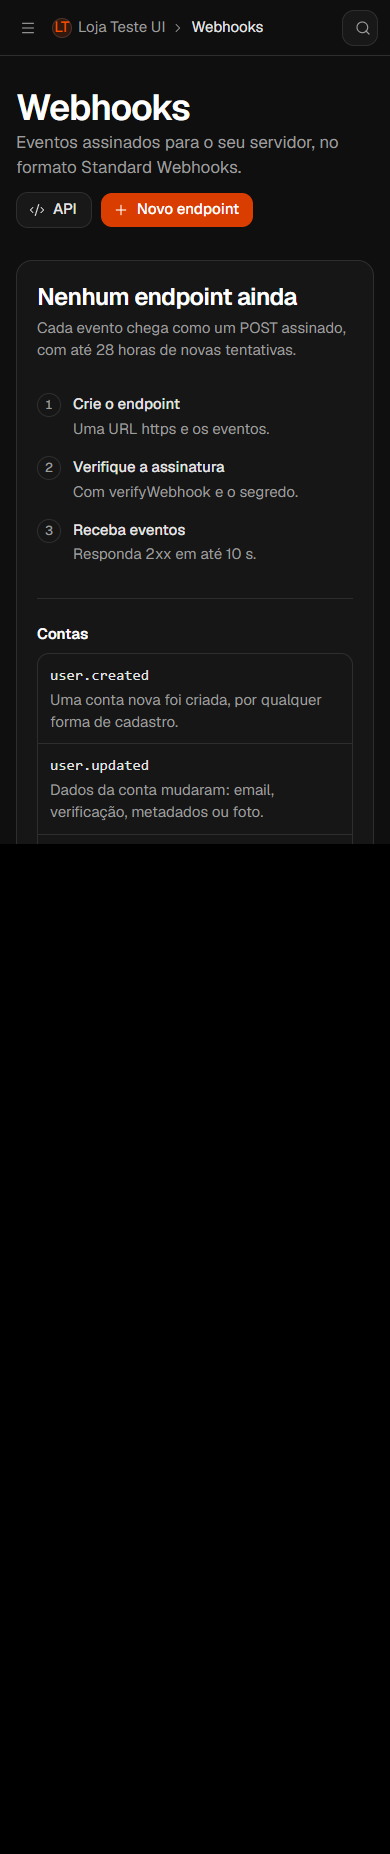 LT Loja Teste UI > Webhooks
Webhooks
Eventos assinados para o seu servidor, no
formato Standard Webhooks.
</> API
+ Novo endpoint
Nenhum endpoint ainda
Cada evento chega como um POST assinado,
com até 28 horas de novas tentativas.
1 Crie o endpoint
Uma URL https e os eventos.
2 Verifique a assinatura
Com verifyWebhook e o segredo.
3 Receba eventos
Responda 2xx em até 10 s.
Contas
user.created
Uma conta nova foi criada, por qualquer
forma de cadastro.
user.updated
Dados da conta mudaram: email,
verificação, metadados ou foto.